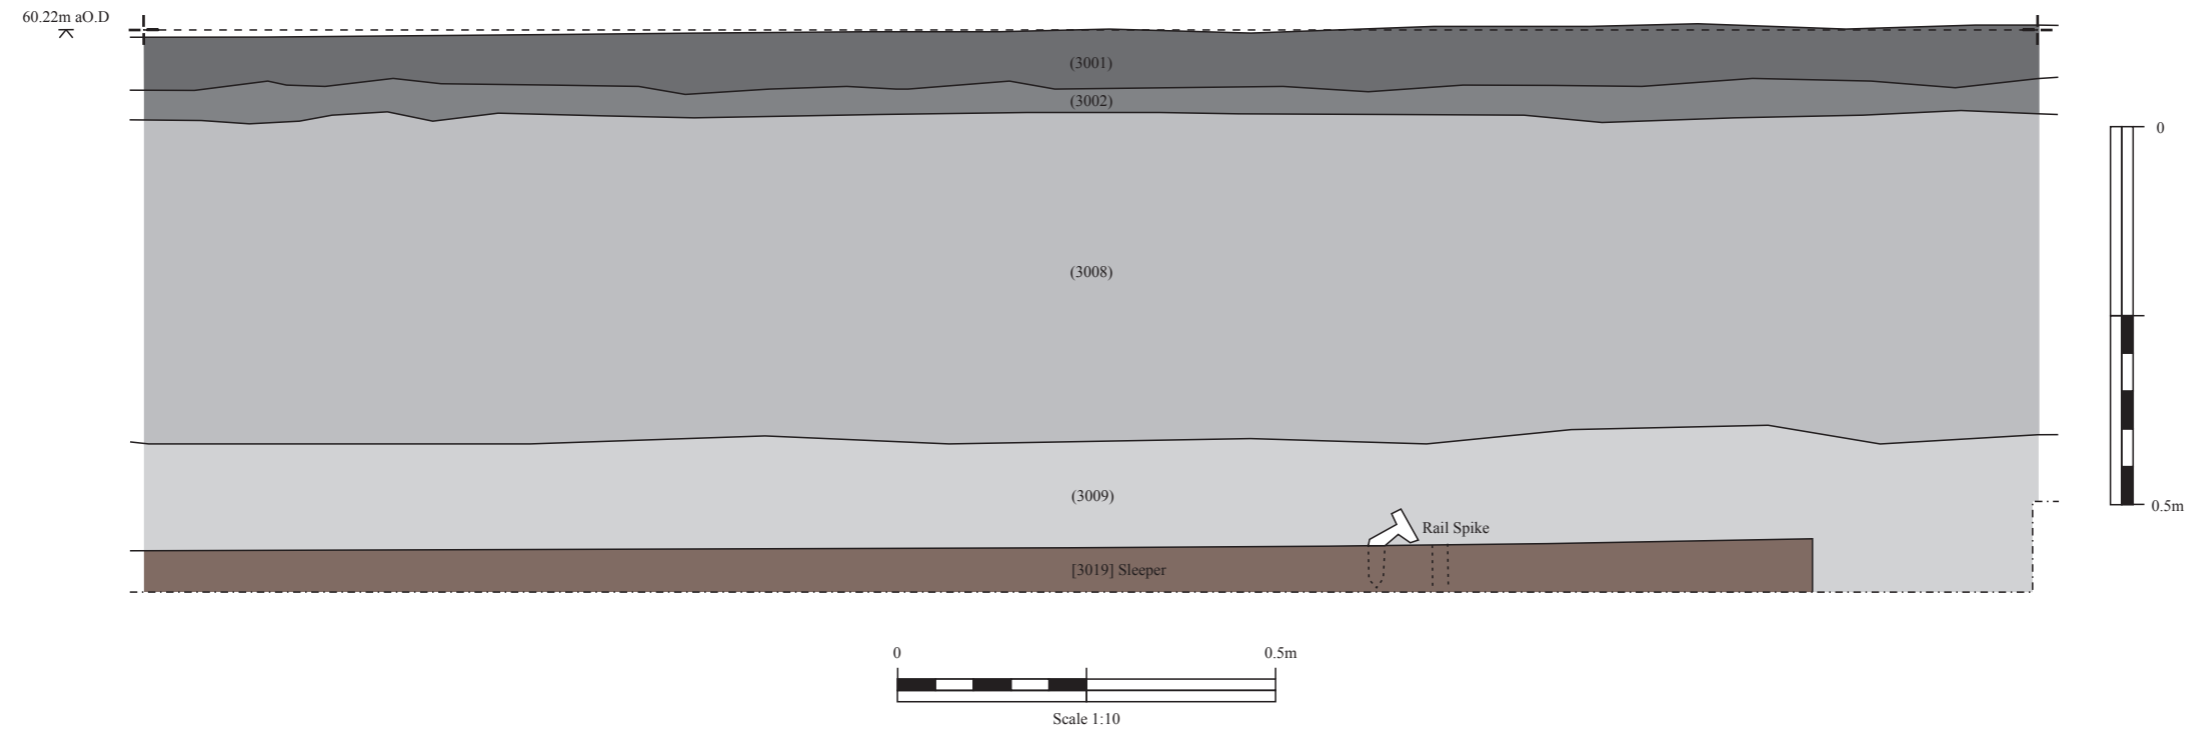 60.22m aO.D
(3001)
(3002)
0
(3008)
(3009)
0.5m
Rail Spike
[3019] Sleeper
0 0.5m
Scale 1:10